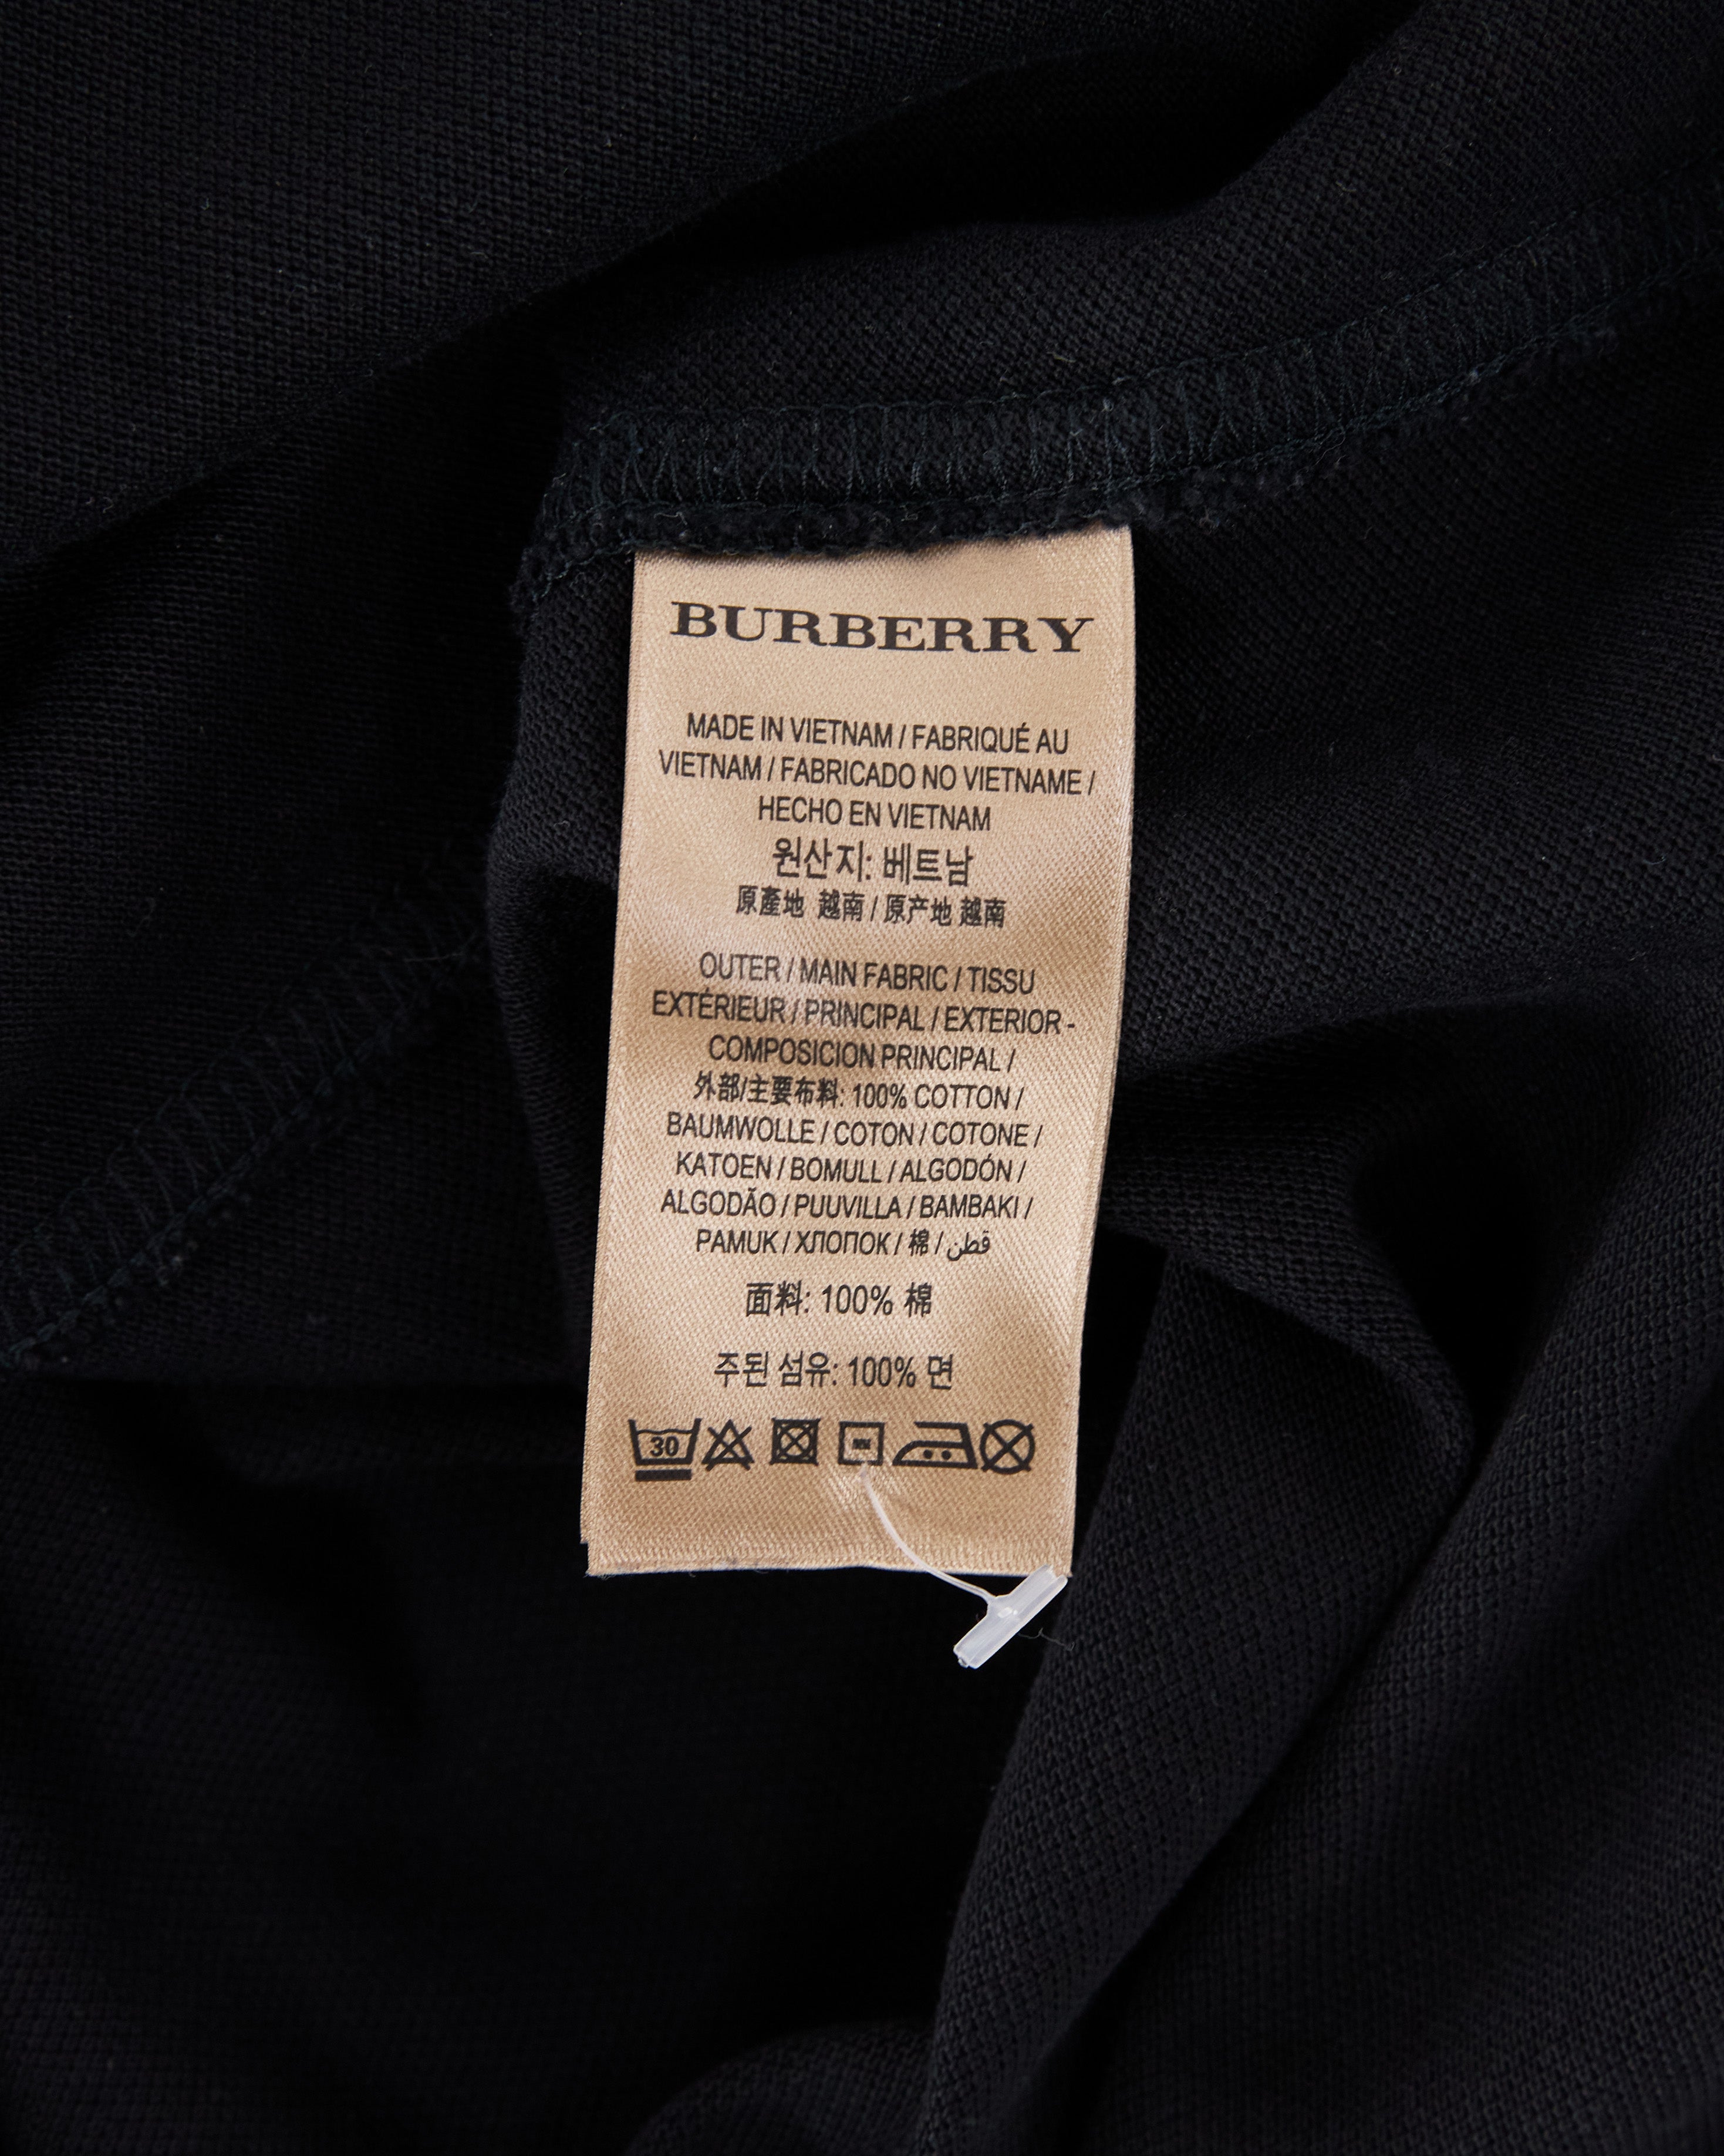 BURBERRY
MADE IN VIETNAM / FABRIQUÉ AU
VIETNAM / FABRICADO NO VIETNAME /
HECHO EN VIETNAM
원산지: 베트남
原產地 越南 / 原产地 越南
OUTER / MAIN FABRIC / TISSU
EXTÉRIEUR / PRINCIPAL / EXTERIOR -
COMPOSICION PRINCIPAL /
外部/主要布料: 100% COTTON /
BAUMWOLLE / COTON / COTONE /
KATOEN / BOMULL / ALGODÓN /
ALGODÃO / PUUVILLA / BAMBAKI /
PAMUK / ХЛОПОК / 棉 / قطن
面料: 100% 棉
주된 섬유: 100% 면
30